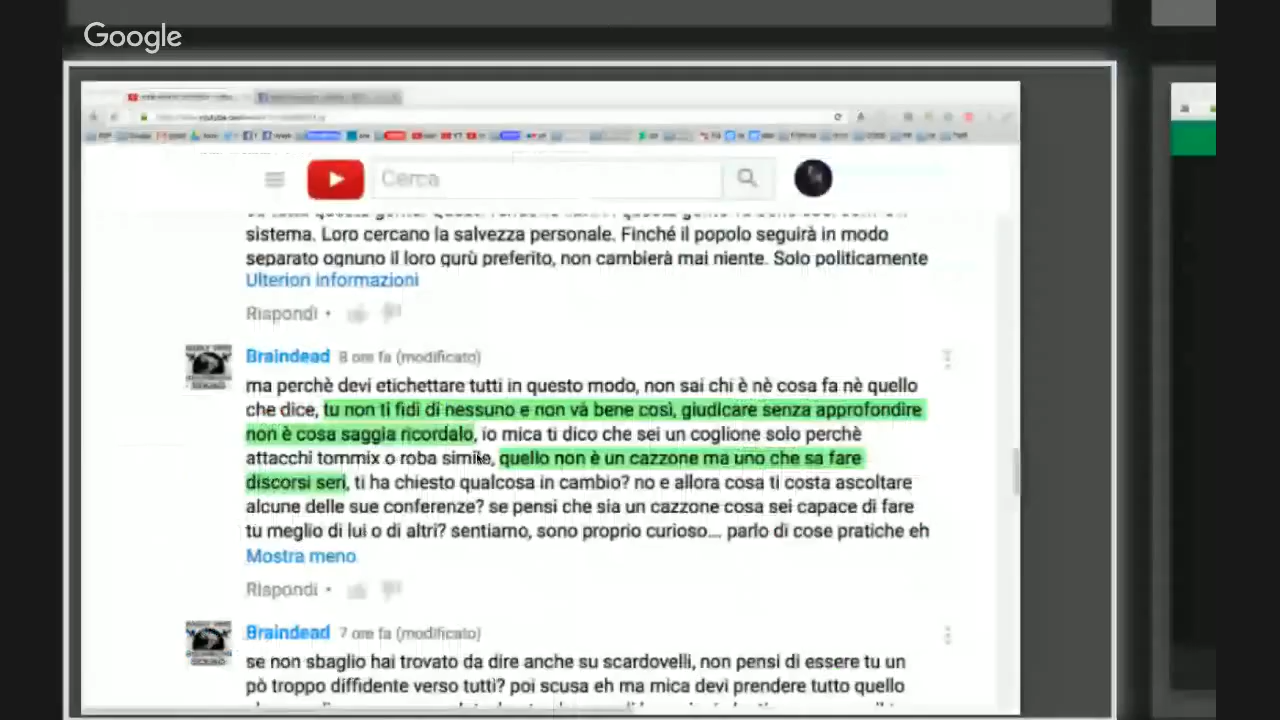 Google
Cerca
sistema. Loro cercano la salvezza personale. Finché il popolo seguirà in modo
separato ognuno il loro gurù preferito, non cambierà mai niente. Solo politicamente
Ulteriori informazioni
Rispondi •
Braindead 8 ore fa (modificato)
ma perchè devi etichettare tutti in questo modo, non sai chi è nè cosa fa nè quello
che dice, tu non ti fidi di nessuno e non và bene così, giudicare senza approfondire
non è cosa saggia ricordalo, io mica ti dico che sei un coglione solo perchè
attacchi tommix o roba simile, quello non è un cazzone ma uno che sa fare
discorsi seri, ti ha chiesto qualcosa in cambio? no e allora cosa ti costa ascoltare
alcune delle sue conferenze? se pensi che sia un cazzone cosa sei capace di fare
tu meglio di lui o di altri? sentiamo, sono proprio curioso... parlo di cose pratiche eh
Mostra meno
Rispondi •
Braindead 7 ore fa (modificato)
se non sbaglio hai trovato da dire anche su scardovelli, non pensi di essere tu un
pò troppo diffidente verso tutti? poi scusa eh ma mica devi prendere tutto quello